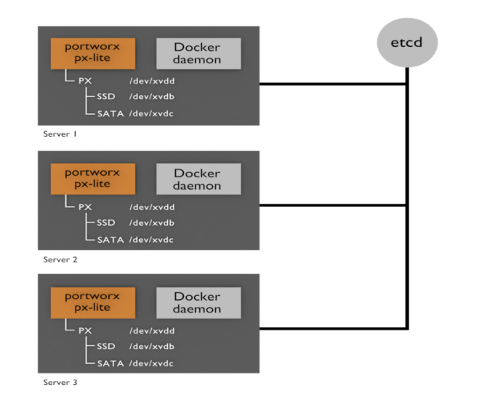 etcd
portworx
px-lite
Docker
daemon
PX /dev/xvdd
SSD /dev/xvdb
SATA /dev/xvdc
Server 1
portworx
px-lite
Docker
daemon
PX /dev/xvdd
SSD /dev/xvdb
SATA /dev/xvdc
Server 2
portworx
px-lite
Docker
daemon
PX /dev/xvdd
SSD /dev/xvdb
SATA /dev/xvdc
Server 3